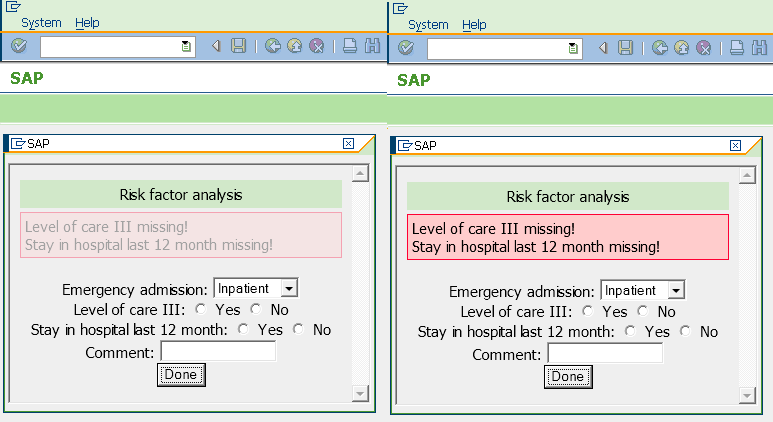 System Help
SAP
SAP
Risk factor analysis
Level of care III missing!
Stay in hospital last 12 month missing!
Emergency admission: Inpatient
Level of care III: Yes No
Stay in hospital last 12 month: Yes No
Comment:
Done
System Help
SAP
SAP
Risk factor analysis
Level of care III missing!
Stay in hospital last 12 month missing!
Emergency admission: Inpatient
Level of care III: Yes No
Stay in hospital last 12 month: Yes No
Comment:
Done